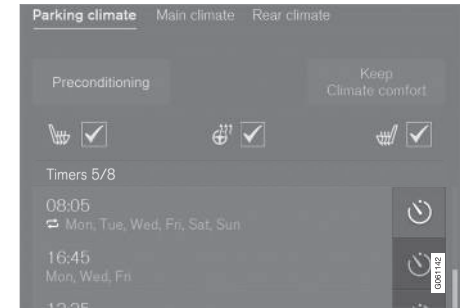 Parking climate Main climate Rear climate
Preconditioning
Keep
Climate comfort
Timers 5/8
08:05
Mon, Tue, Wed, Fri, Sat, Sun
16:45
Mon, Wed, Fri
G061142